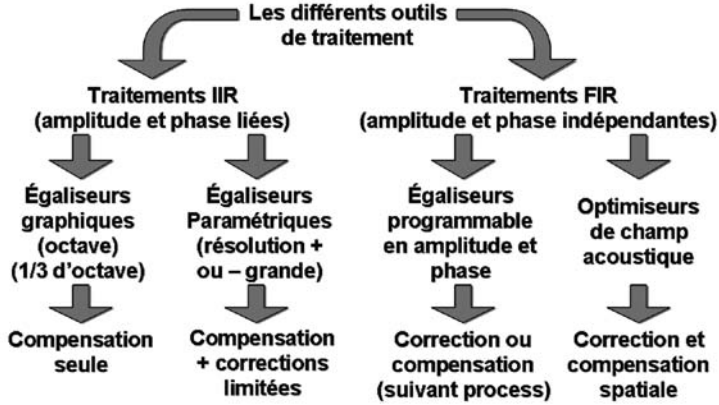 Les différents outils
de traitement
Traitements IIR
(amplitude et phase liées)
Traitements FIR
(amplitude et phase indépendantes)
Égaliseurs
graphiques
(octave)
(1/3 d'octave)
Égaliseurs
Paramétriques
(résolution +
ou – grande)
Égaliseurs
programmable
en amplitude et
phase
Optimiseurs
de champ
acoustique
Compensation
seule
Compensation
+ corrections
limitées
Correction ou
compensation
(suivant process)
Correction et
compensation
spatiale